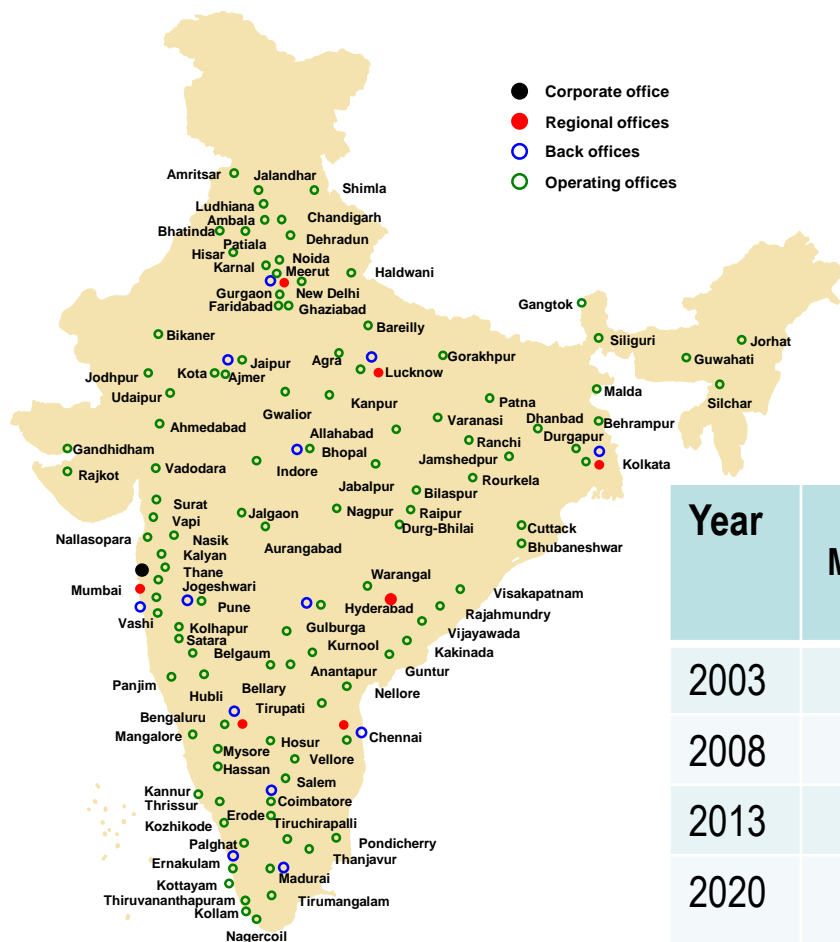 Corporate office
Regional offices
Back offices
Operating offices
Amritsar
Jalandhar
Shimla
Ludhiana
Ambala
Chandigarh
Bhatinda
Patiala
Dehradun
Hisar
Noida
Karnal
Meerut
Haldwani
Gurgaon
New Delhi
Faridabad
Ghaziabad
Gangtok
Bikaner
Bareilly
Siliguri
Jorhat
Jaipur
Agra
Gorakhpur
Guwahati
Jodhpur
Kota
Ajmer
Lucknow
Udaipur
Malda
Silchar
Gwalior
Kanpur
Patna
Ahmedabad
Varanasi
Dhanbad
Behrampur
Allahabad
Durgapur
Gandhidham
Bhopal
Ranchi
Rajkot
Vadodara
Indore
Jamshedpur
Kolkata
Jabalpur
Rourkela
Surat
Bilaspur
Vapi
Jalgaon
Nagpur
Raipur
Nallasopara
Nasik
Aurangabad
Durg-Bhilai
Cuttack
Kalyan
Bhubaneshwar
Thane
Warangal
Mumbai
Jogeshwari
Visakapatnam
Vashi
Pune
Hyderabad
Rajahmundry
Kolhapur
Gulburga
Vijayawada
Satara
Kurnool
Kakinada
Belgaum
Anantapur
Guntur
Panjim
Hubli
Bellary
Nellore
Tirupati
Bengaluru
Mangalore
Hosur
Chennai
Mysore
Vellore
Hassan
Salem
Kannur
Coimbatore
Thrissur
Erode
Kozhikode
Tiruchirapalli
Palghat
Pondicherry
Ernakulam
Thanjavur
Kottayam
Madurai
Thiruvananthapuram
Tirumangalam
Kollam
Nagercoil
Year
M
2003
2008
2013
2020